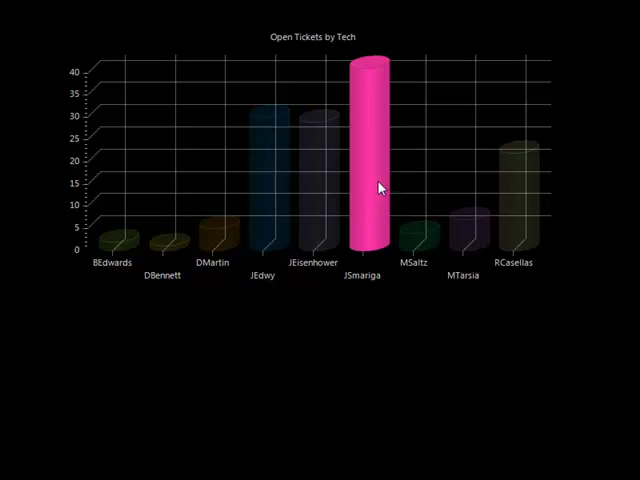 Open Tickets by Tech
40
35
30
25
20
15
10
5
0
BEdwards
DBennett
DMartin
JEdwy
JEisenhower
JSmariga
MSaltz
MTarsia
RCasellas